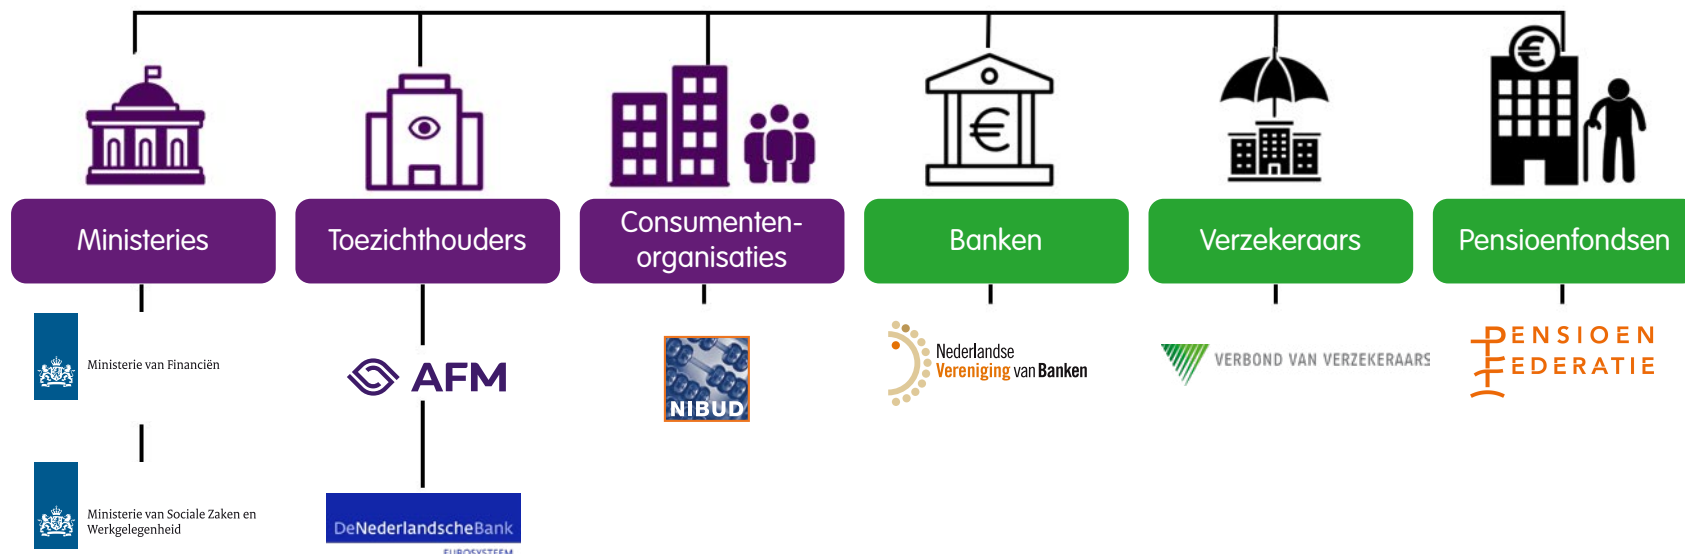 Ministeries
Toezichthouders
Consumenten-
organisaties
Banken
Verzekeraars
Pensioenfondsen
Ministerie van Financiën
AFM
NIBUD
Nederlandse
Vereniging van Banken
VERBOND VAN VERZEKERAARS
PENSIOEN
FEDERATIE
Ministerie van Sociale Zaken en
Werkgelegenheid
DeNederlandscheBank
EUROSYSTEEM